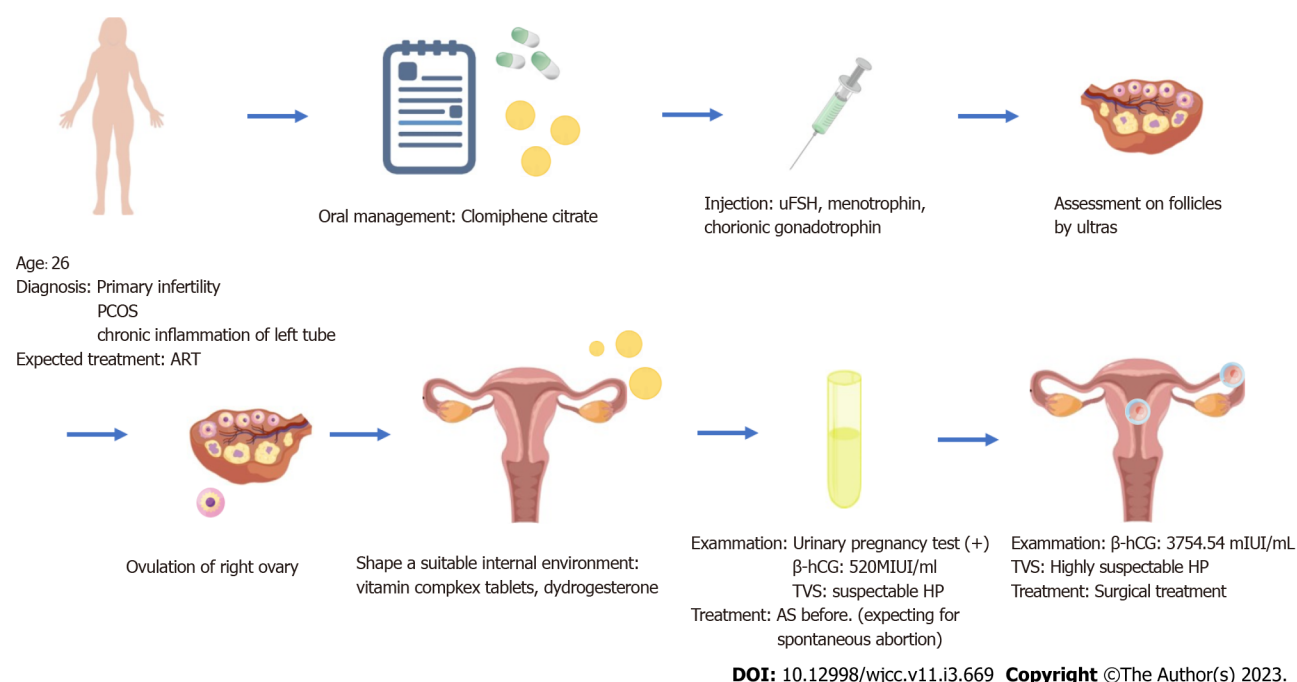 Oral management: Clomiphene citrate
Injection: uFSH, menotrophin,
chorionic gonadotrophin
Assessment on follicles
by ultras
Age: 26
Diagnosis: Primary infertility
PCOS
chronic inflammation of left tube
Expected treatment: ART
Ovulation of right ovary
Shape a suitable internal environment:
vitamin compkex tablets, dydrogesterone
Exammation: Urinary pregnancy test (+)
β-hCG: 520MIUI/ml
TVS: suspectable HP
Treatment: AS before. (expecting for
spontaneous abortion)
Exammation: β-hCG: 3754.54 mIUI/mL
TVS: Highly suspectable HP
Treatment: Surgical treatment
DOI: 10.12998/wjcc.v11.i3.669 Copyright ©The Author(s) 2023.